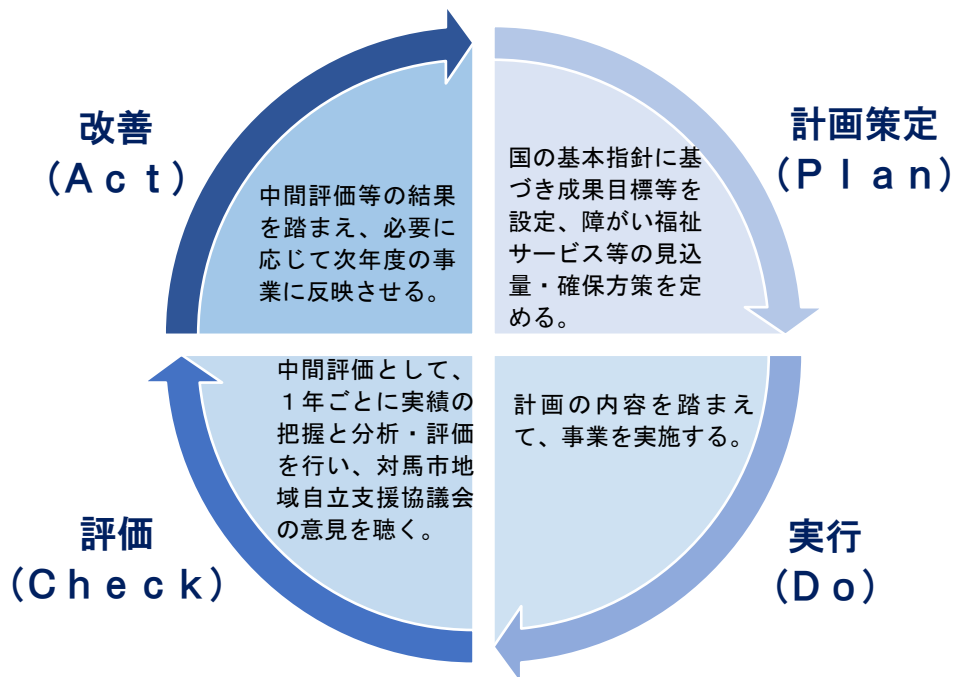 改善
（Ａｃｔ）
中間評価等の結果
を踏まえ、必要に
応じて次年度の事
業に反映させる。
計画策定
（Ｐｌａｎ）
国の基本指針に基
づき成果目標等を
設定、障がい福祉
サービス等の見込
量・確保方策を定
める。
中間評価として、
１年ごとに実績の
把握と分析・評価
を行い、対馬市地
域自立支援協議会
の意見を聴く。
評価
（Ｃｈｅｃｋ）
計画の内容を踏まえ
て、事業を実施する。
実行
（Ｄｏ）